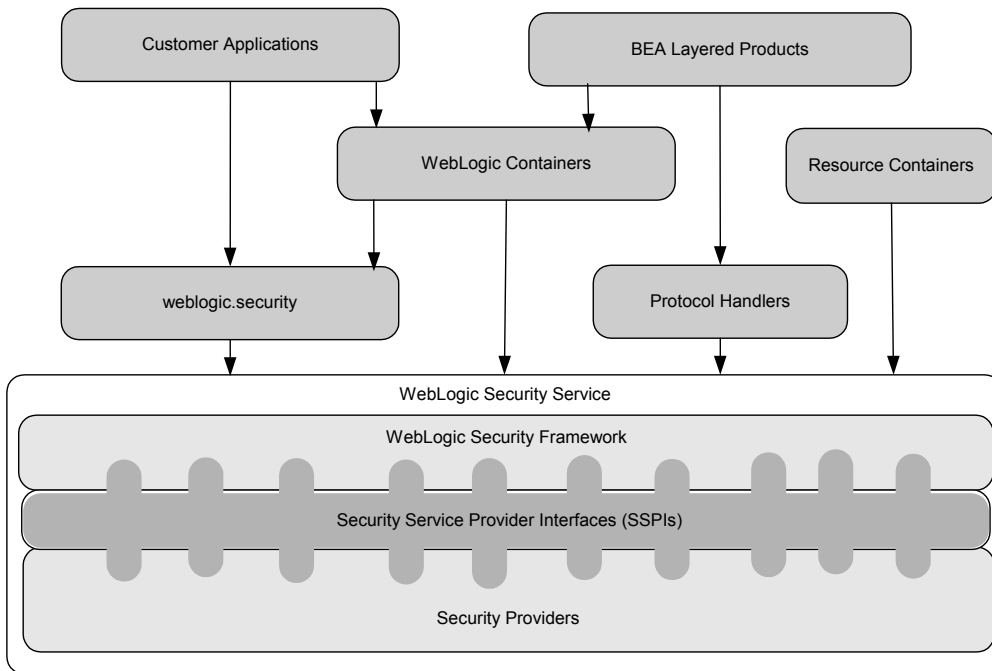 Customer Applications
BEA Layered Products
WebLogic Containers
Resource Containers
weblogic.security
Protocol Handlers
WebLogic Security Service
WebLogic Security Framework
Security Service Provider Interfaces (SSPIs)
Security Providers